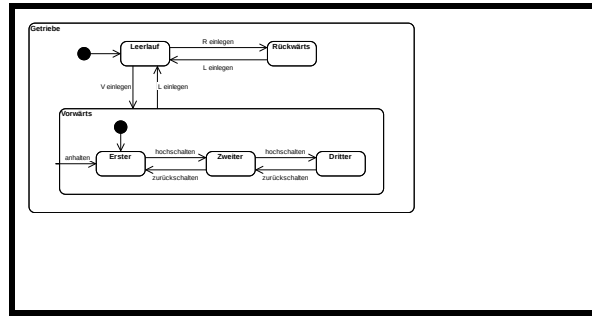 Getriebe
Leerlauf
R einlegen
Rückwärts
L einlegen
V einlegen
L einlegen
Vorwärts
anhalten
Erster
hochschalten
Zweiter
hochschalten
Dritter
zurückschalten
zurückschalten